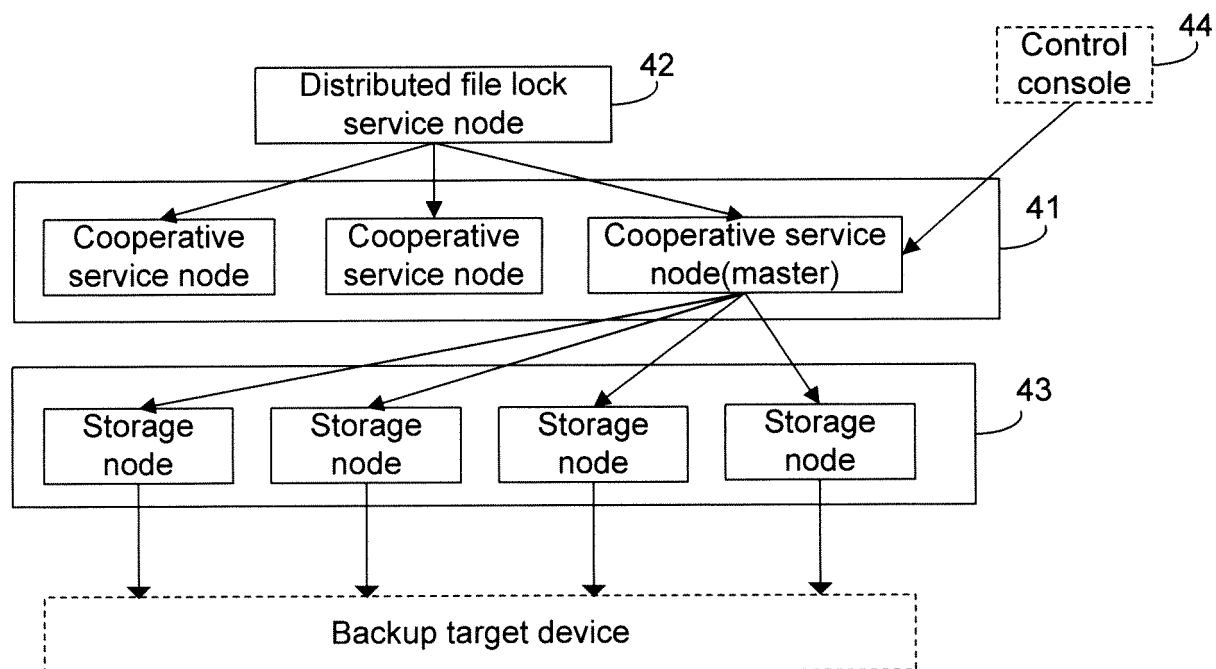 44
Control
console
42
Distributed file lock
service node
41
Cooperative
service node
Cooperative
service node
Cooperative service
node(master)
43
Storage
node
Storage
node
Storage
node
Storage
node
Backup target device